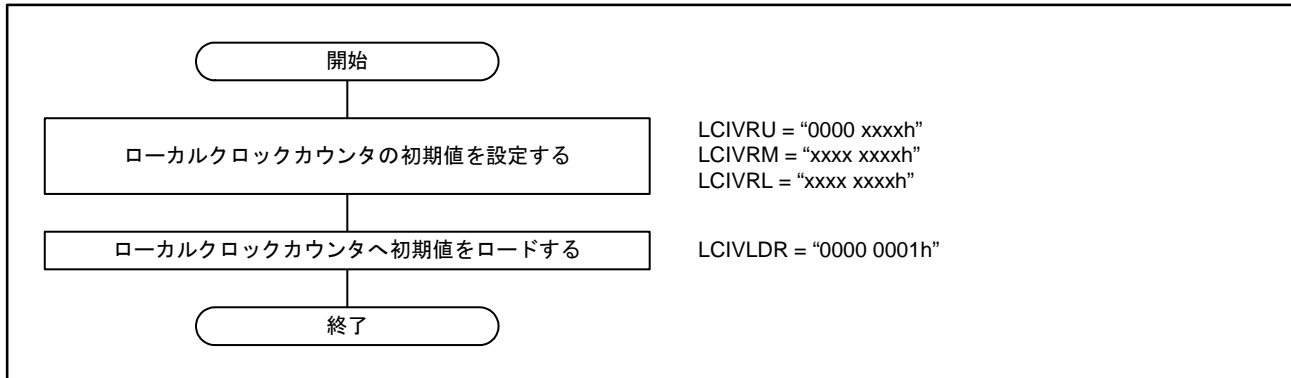 開始
ローカルクロックカウンタの初期値を設定する
LCIVRU = “0000 xxxxh”
LCIVRM = “xxxx xxxxh”
LCIVRL = “xxxx xxxxh”
ローカルクロックカウンタへ初期値をロードする
LCIVLDR = “0000 0001h”
終了